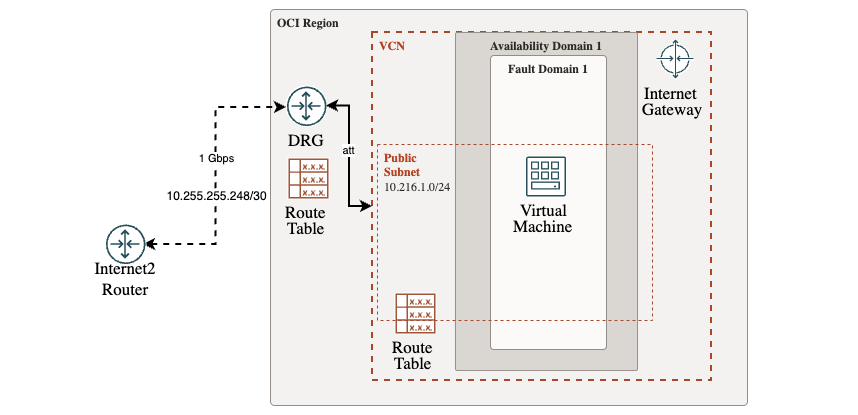 OCI Region
VCN
Availability Domain 1
Fault Domain 1
Internet
Gateway
DRG
att
1 Gbps
10.255.255.248/30
x.x.x.
x.x.x.
x.x.x.
Route
Table
Public
Subnet
10.216.1.0/24
Virtual
Machine
Internet2
Router
x.x.x.
x.x.x.
x.x.x.
Route
Table